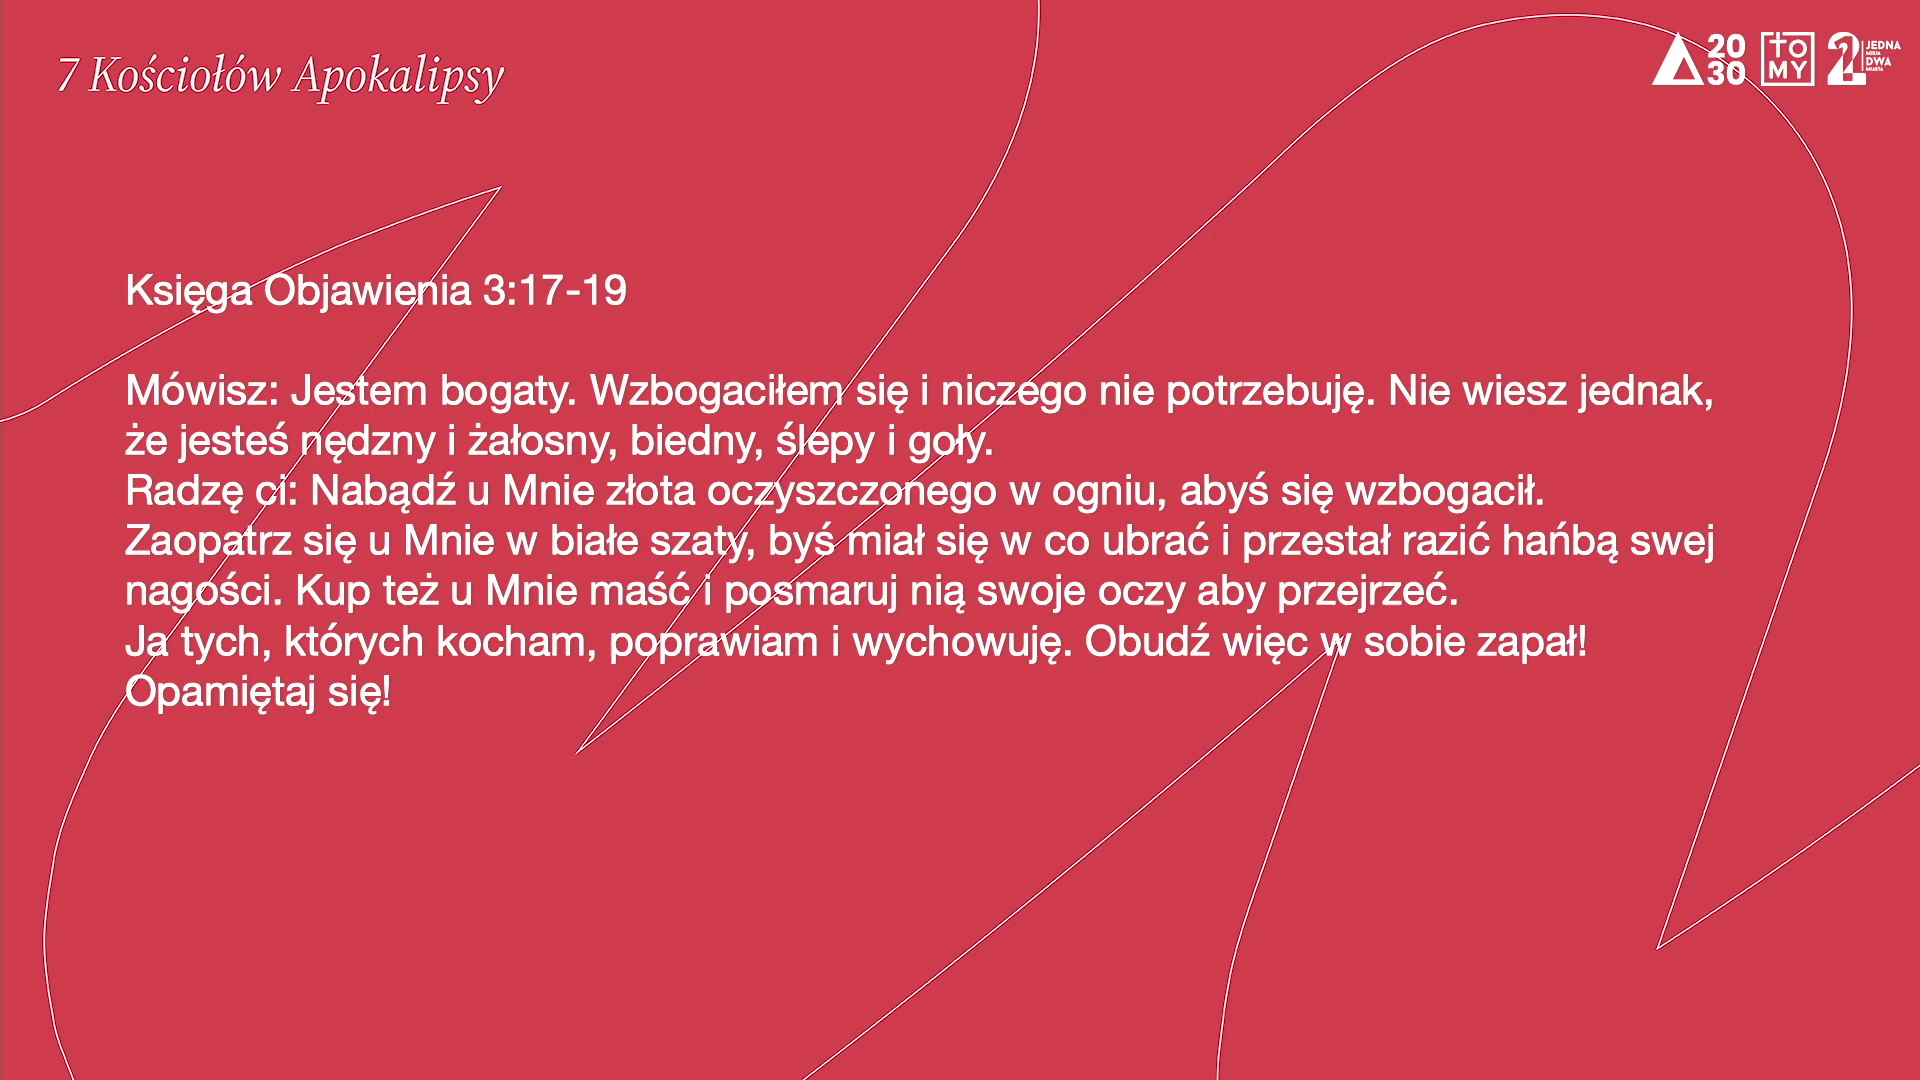 7 Kościołów Apokalipsy
20
30
TO
MY
2
JEDNA
MISJA
DWA
MIASTA
Księga Objawienia 3:17-19
Mówisz: Jestem bogaty. Wzbogaciłem się i niczego nie potrzebuję. Nie wiesz jednak,
że jesteś nędzny i żałosny, biedny, ślepy i goły.
Radzę ci: Nabądź u Mnie złota oczyszczonego w ogniu, abyś się wzbogacił.
Zaopatrz się u Mnie w białe szaty, byś miał się w co ubrać i przestał razić hańbą swej
nagości. Kup też u Mnie maść i posmaruj nią swoje oczy aby przejrzeć.
Ja tych, których kocham, poprawiam i wychowuję. Obudź więc w sobie zapał!
Opamiętaj się!